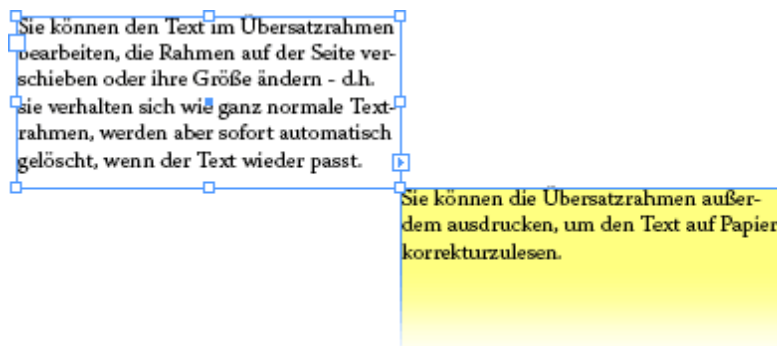 Sie können den Text im Übersatzrahmen
bearbeiten, die Rahmen auf der Seite ver-
schieben oder ihre Größe ändern - d.h.
sie verhalten sich wie ganz normale Text-
rahmen, werden aber sofort automatisch
gelöscht, wenn der Text wieder passt.
Sie können die Übersatzrahmen außer-
dem ausdrucken, um den Text auf Papier
korrekturzulesen.